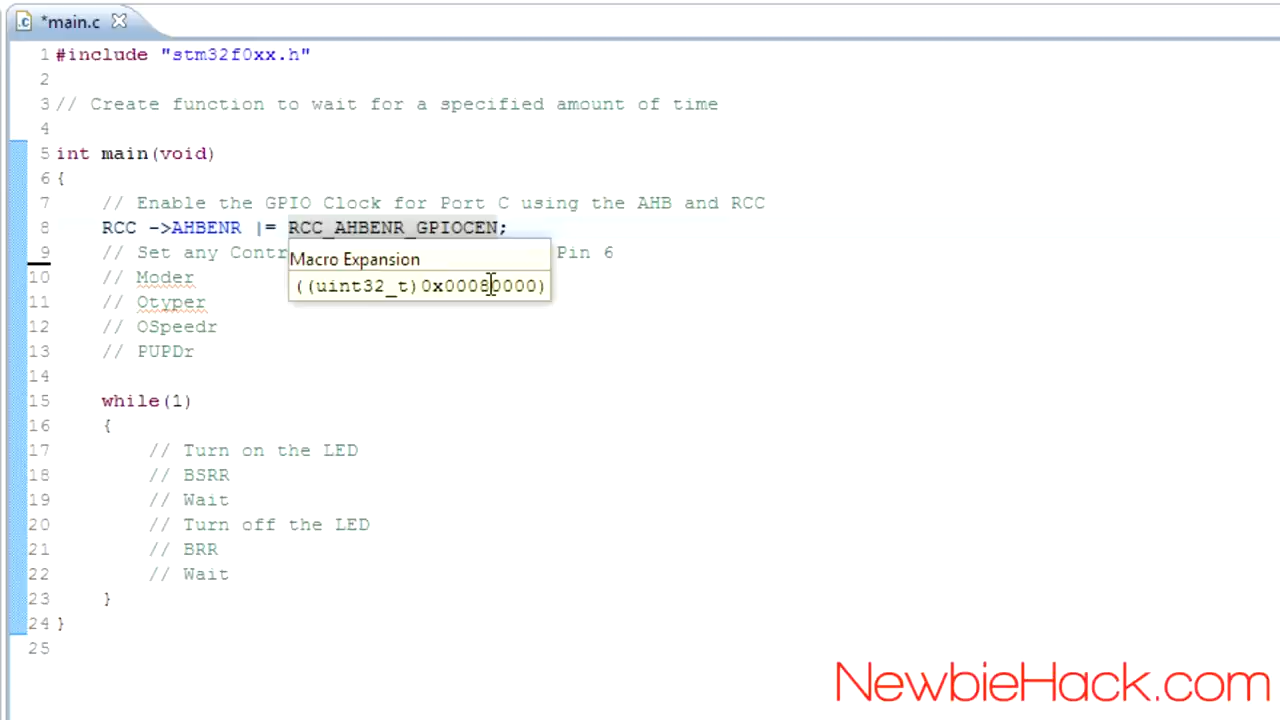 *main.c
1 #include "stm32f0xx.h"
2
3 // Create function to wait for a specified amount of time
4
5 int main(void)
6 {
7 // Enable the GPIO Clock for Port C using the AHB and RCC
8 RCC ->AHBENR |= RCC_AHBENR_GPIOCEN;
9 // Set any Contr Pin 6
Macro Expansion
10 // Moder
((uint32_t)0x00080000)
11 // Otyper
12 // OSpeedr
13 // PUPDr
14
15 while(1)
16 {
17 // Turn on the LED
18 // BSRR
19 // Wait
20 // Turn off the LED
21 // BRR
22 // Wait
23 }
24 }
25
NewbieHack.com